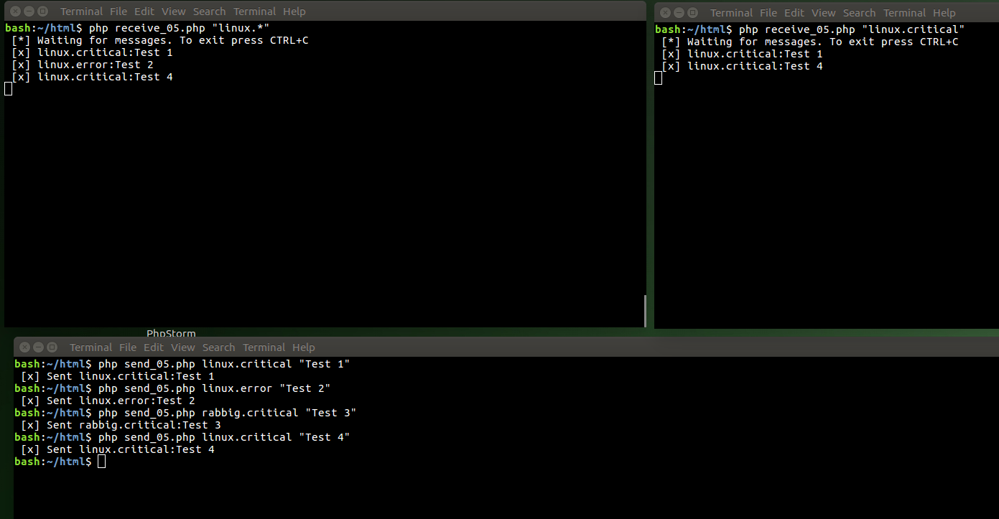 Terminal File Edit View Search Terminal Help
bash:~/html$ php receive_05.php "linux.*"
[*] Waiting for messages. To exit press CTRL+C
[x] linux.critical:Test 1
[x] linux.error:Test 2
[x] linux.critical:Test 4
Terminal File Edit View Search Terminal Help
bash:~/html$ php receive_05.php "linux.critical"
[*] Waiting for messages. To exit press CTRL+C
[x] linux.critical:Test 1
[x] linux.critical:Test 4
PhpStorm
Terminal File Edit View Search Terminal Help
bash:~/html$ php send_05.php linux.critical "Test 1"
[x] Sent linux.critical:Test 1
bash:~/html$ php send_05.php linux.error "Test 2"
[x] Sent linux.error:Test 2
bash:~/html$ php send_05.php rabbig.critical "Test 3"
[x] Sent rabbig.critical:Test 3
bash:~/html$ php send_05.php linux.critical "Test 4"
[x] Sent linux.critical:Test 4
bash:~/html$